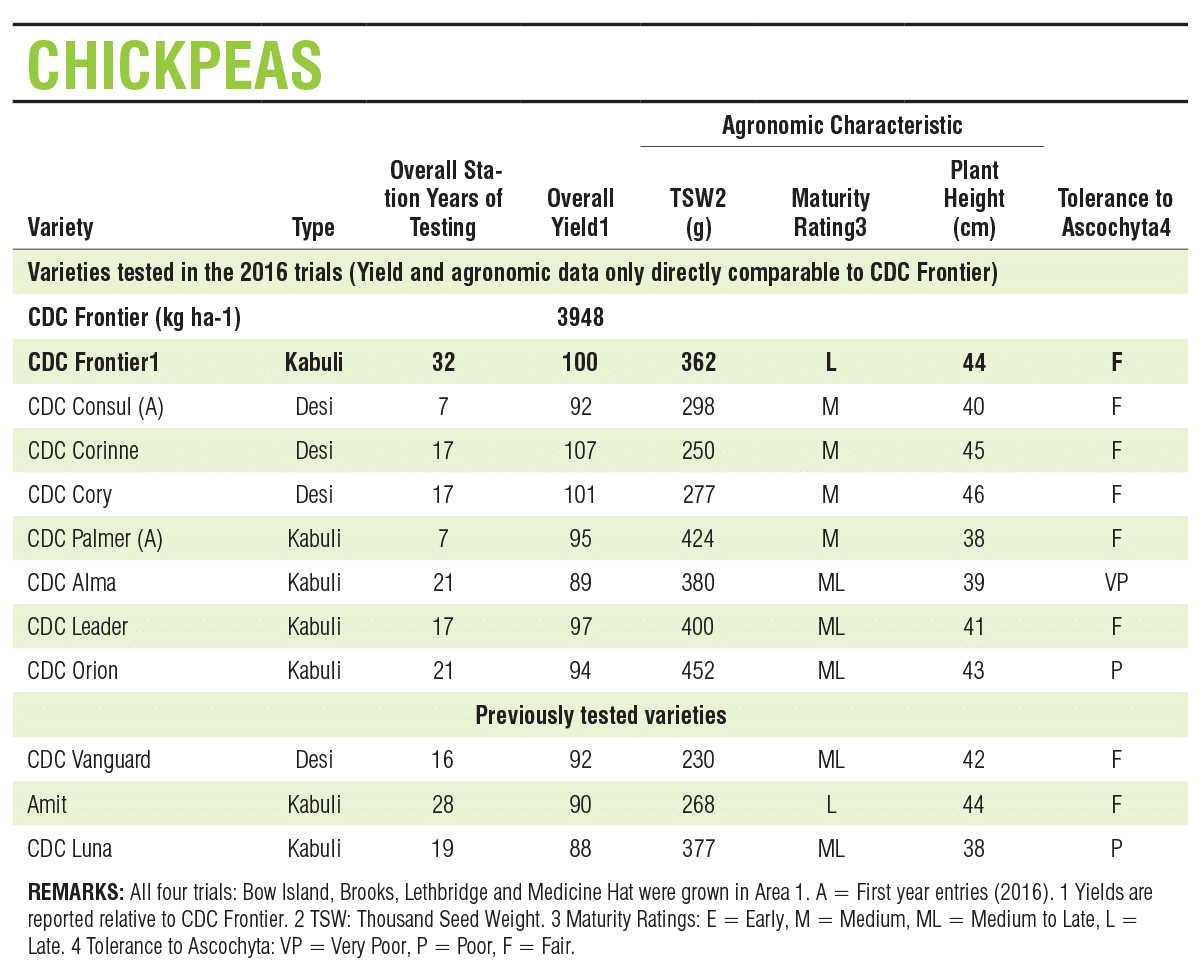 CHICKPEAS
Agronomic Characteristic
Variety Type Overall Sta-tion Years of Testing Overall Yield1 TSW2 (g) Maturity Rating3 Plant Height (cm) Tolerance to Ascochyta4
Varieties tested in the 2016 trials (Yield and agronomic data only directly comparable to CDC Frontier)
CDC Frontier (kg ha-1) 3948
CDC Frontier1 Kabuli 32 100 362 L 44 F
CDC Consul (A) Desi 7 92 298 M 40 F
CDC Corinne Desi 17 107 250 M 45 F
CDC Cory Desi 17 101 277 M 46 F
CDC Palmer (A) Kabuli 7 95 424 M 38 F
CDC Alma Kabuli 21 89 380 ML 39 VP
CDC Leader Kabuli 17 97 400 ML 41 F
CDC Orion Kabuli 21 94 452 ML 43 P
Previously tested varieties
CDC Vanguard Desi 16 92 230 ML 42 F
Amit Kabuli 28 90 268 L 44 F
CDC Luna Kabuli 19 88 377 ML 38 P
REMARKS: All four trials: Bow Island, Brooks, Lethbridge and Medicine Hat were grown in Area 1. A = First year entries (2016). 1 Yields are
reported relative to CDC Frontier. 2 TSW: Thousand Seed Weight. 3 Maturity Ratings: E = Early, M = Medium, ML = Medium to Late, L =
Late. 4 Tolerance to Ascochyta: VP = Very Poor, P = Poor, F = Fair.